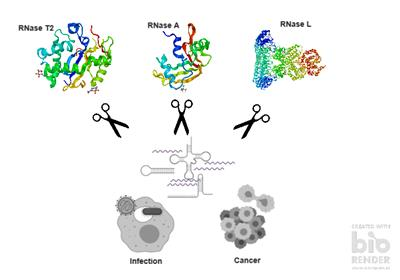 RNase T2
RNase A
RNase L
Infection
Cancer
CREATED WITH
bio
RENDER